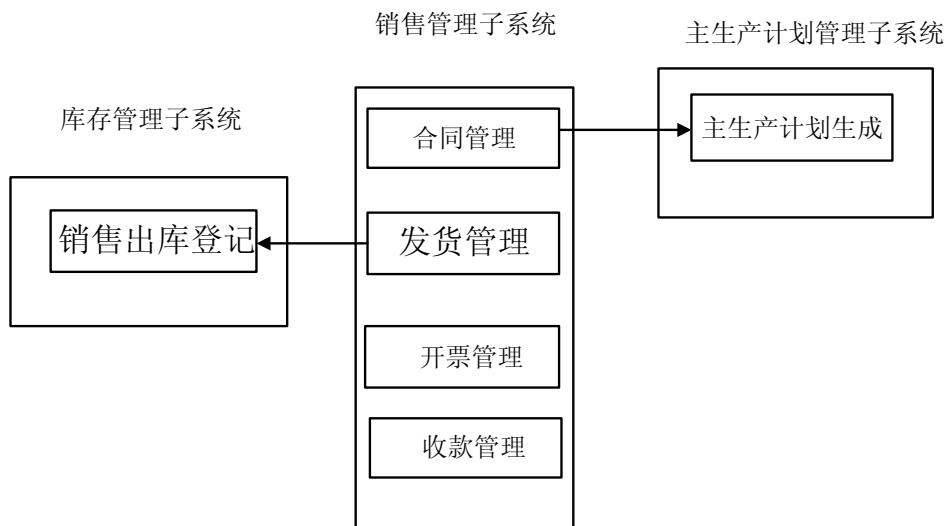 销售管理子系统
主生产计划管理子系统
库存管理子系统
合同管理
主生产计划生成
销售出库登记
发货管理
开票管理
收款管理